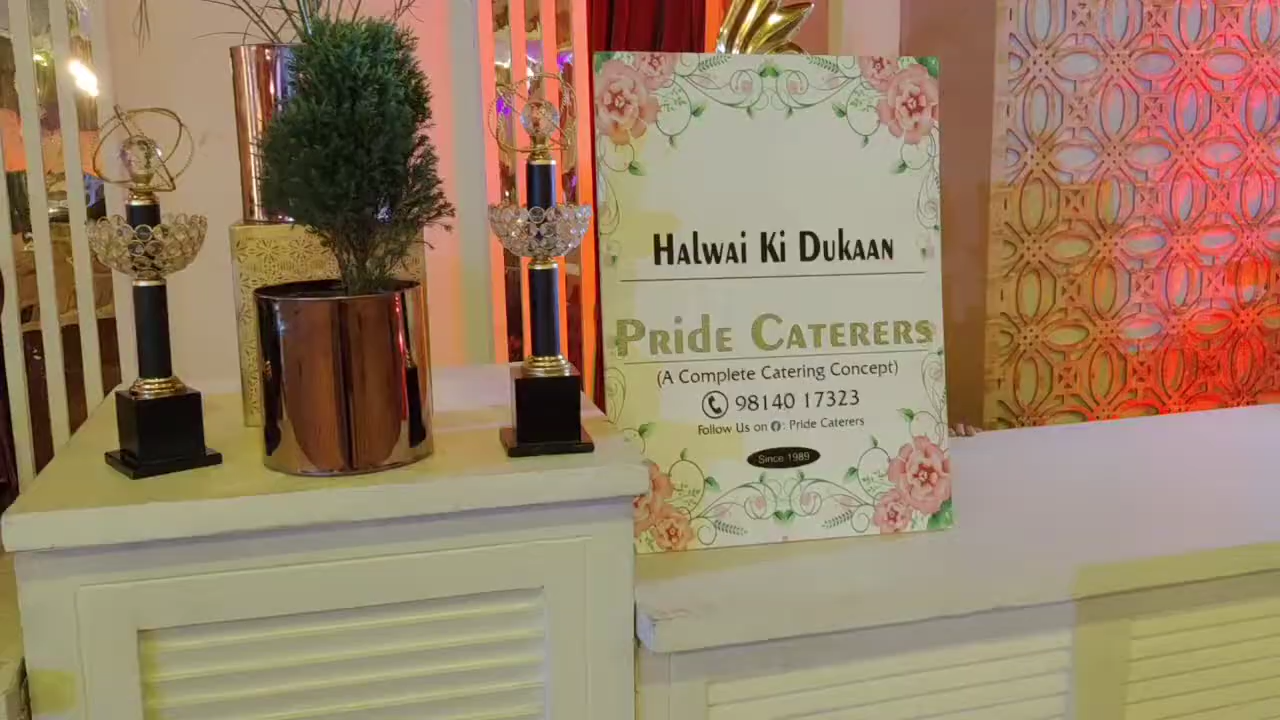 Halwai Ki Dukaan
Pride Caterers
(A Complete Catering Concept)
98140 17323
Follow Us on : Pride Caterers
Since 1989